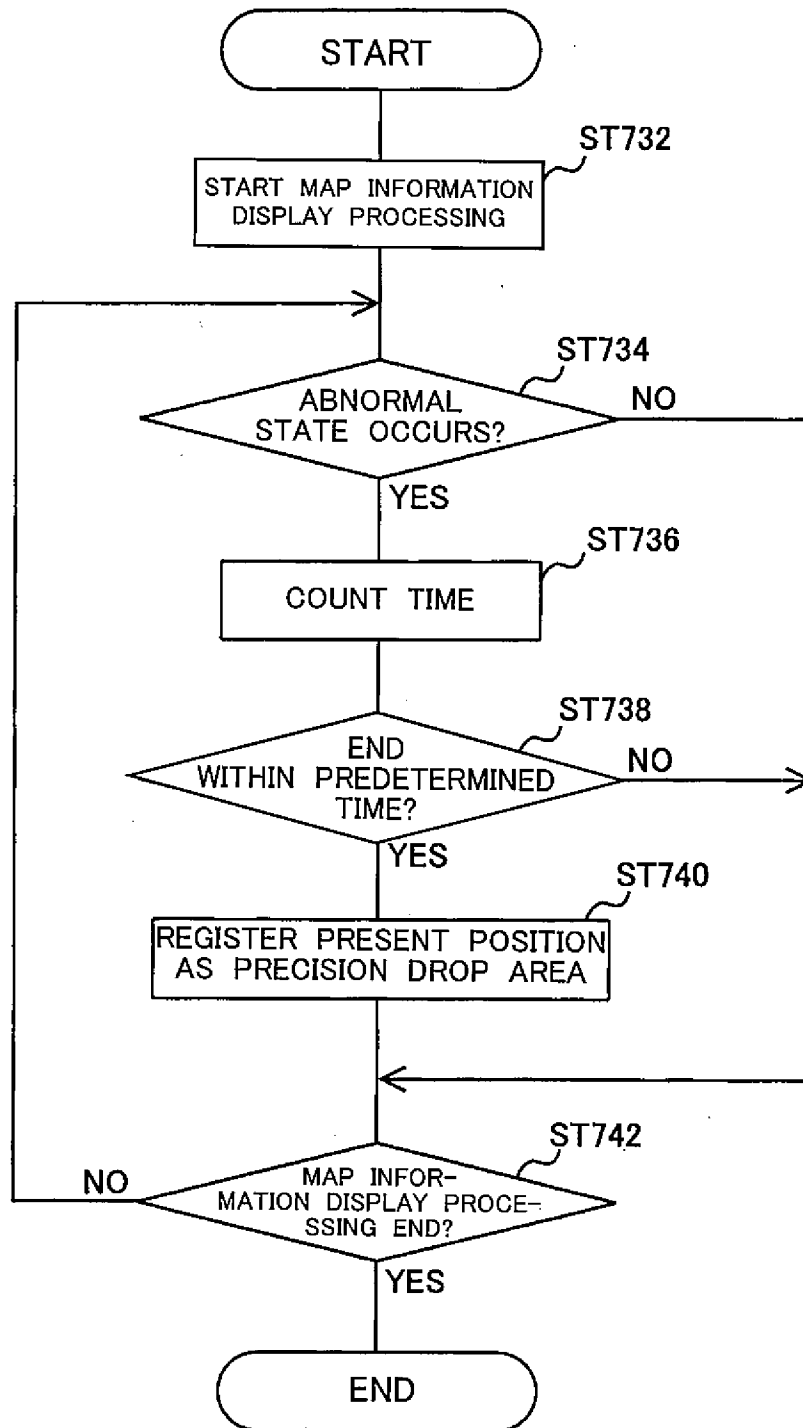 START
ST732
START MAP INFORMATION
DISPLAY PROCESSING
ST734
ABNORMAL
STATE OCCURS?
NO
YES
ST736
COUNT TIME
ST738
END
WITHIN PREDETERMINED
TIME?
NO
YES
ST740
REGISTER PRESENT POSITION
AS PRECISION DROP AREA
ST742
NO
MAP INFOR-
MATION DISPLAY PROCE-
SSING END?
YES
END